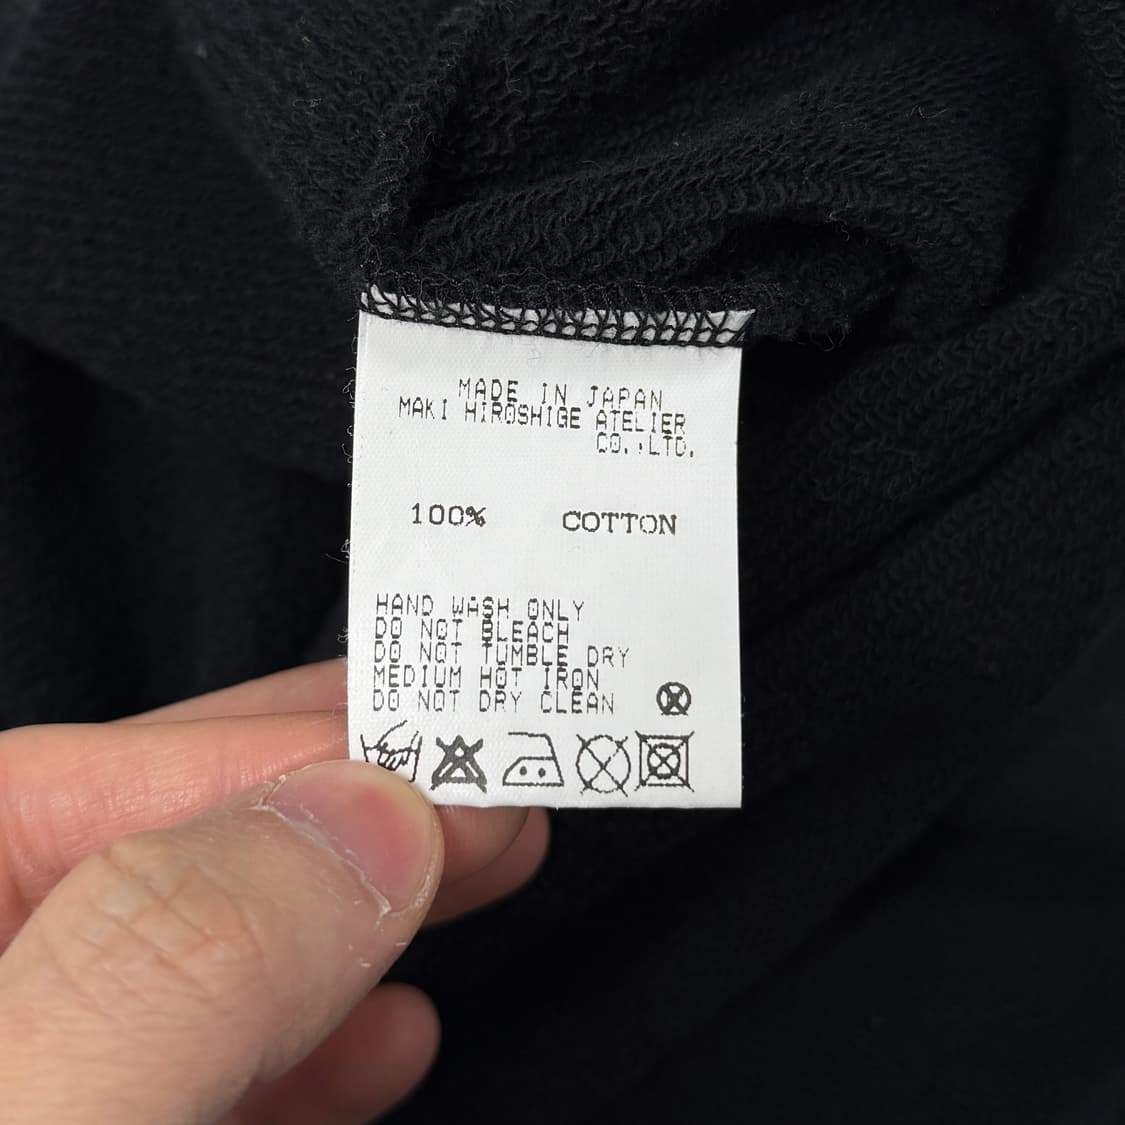 MADE IN JAPAN
MAKI HIROSHIGE ATELIER
CO.,LTD.
100% COTTON
HAND WASH ONLY
DO NOT BLEACH
DO NOT TUMBLE DRY
MEDIUM HOT IRON
DO NOT DRY CLEAN